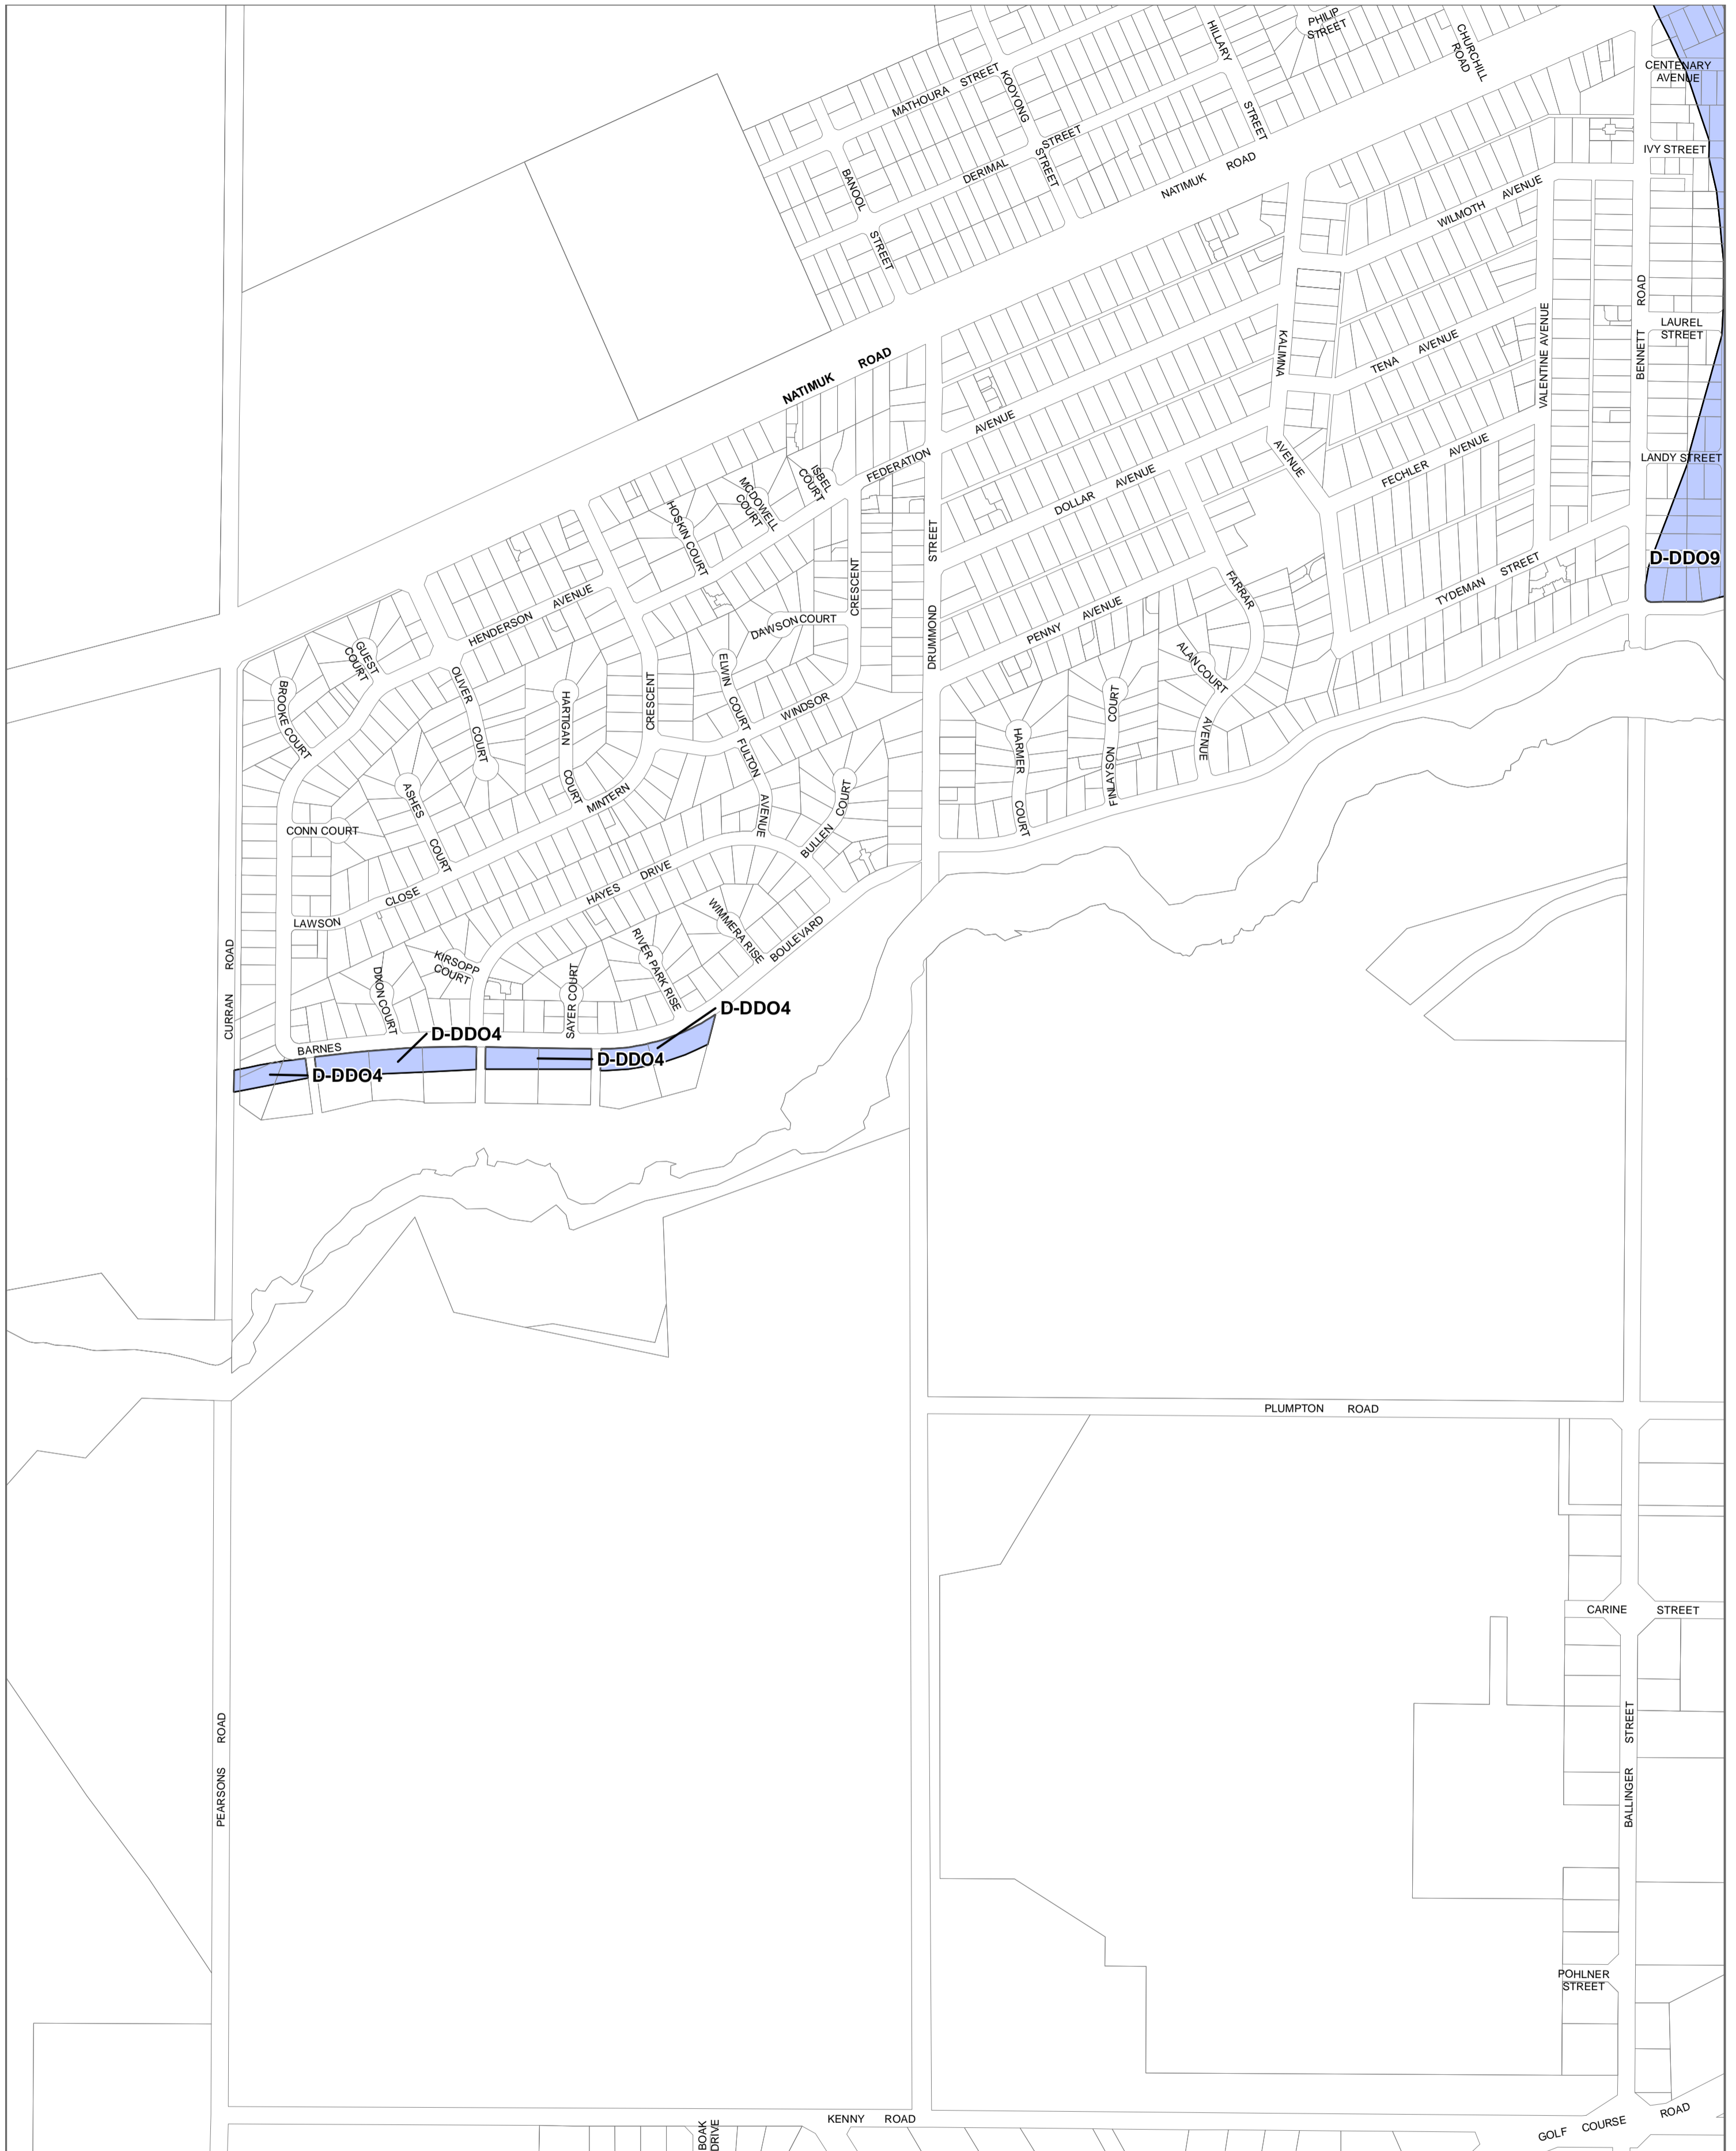 PHILIP
STREET
HILLARY
STREET
CHURCHILL
ROAD
CENTENARY
AVENUE
MATHOURA STREET
KOOYONG
STREET
DERIMAL STREET
BANOOL
STREET
NATIMUK ROAD
IVY STREET
WILMOTH AVENUE
BENNETT ROAD
LAUREL
STREET
VALENTINE AVENUE
KALIMNA
AVENUE
TENA AVENUE
NATIMUK ROAD
AVENUE
FECHLER AVENUE
LANDY STREET
FEDERATION
ISBEL
COURT
MCDOWELL
COURT
HOSKIN COURT
DOLLAR AVENUE
DRUMMOND STREET
D-DDO9
TYDEMAN STREET
HENDERSON AVENUE
CRESCENT
DAWSON COURT
PENNY AVENUE
FARRAR
AVENUE
GUEST
COURT
BROOKE COURT
OLIVER
COURT
HARTIGAN
COURT
CRESCENT
ELWIN
COURT
WINDSOR
ALAN COURT
FINLAYSON COURT
HARMER
COURT
FULTON
AVENUE
ASHES
COURT
MINTERN
BULLEN COURT
CONN COURT
HAYES DRIVE
LAWSON CLOSE
WIMMERA RISE
BOULEVARD
RIVER PARK RISE
KIRSOPP
COURT
DIXON COURT
SAYER COURT
CURRAN ROAD
BARNES
D-DDO4
D-DDO4
D-DDO4
D-DDO4
PLUMPTON ROAD
CARINE STREET
PEARSONS ROAD
BALLINGER STREET
POHLNER
STREET
KENNY ROAD
BOAK
DRIVE
GOLF COURSE ROAD